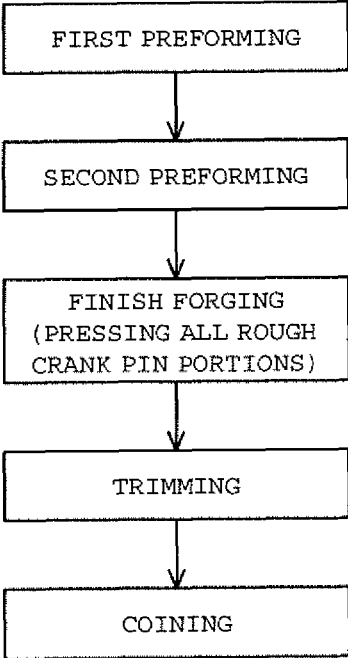 FIRST PREFORMING
SECOND PREFORMING
FINISH FORGING
(PRESSING ALL ROUGH
CRANK PIN PORTIONS)
TRIMMING
COINING